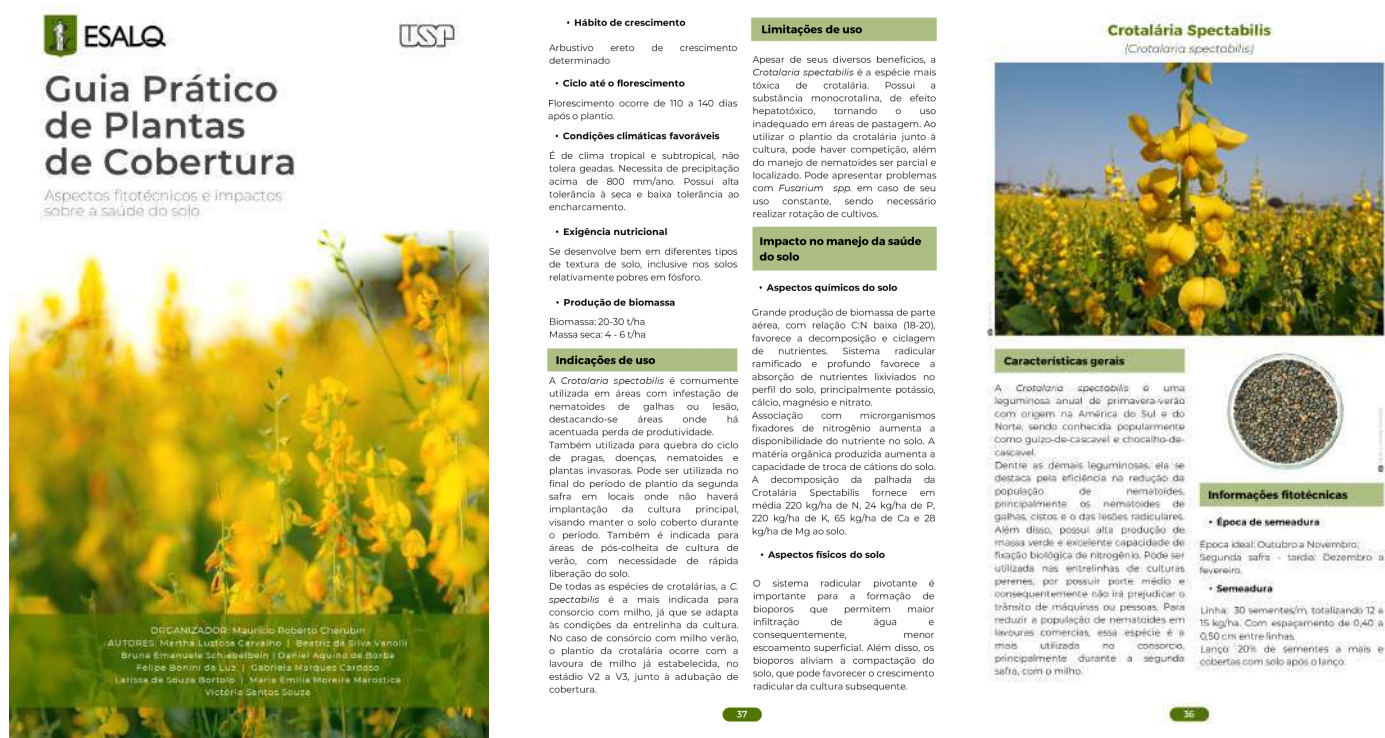 ESALQ
USP
Guia Prático
de Plantas
de Cobertura
Aspectos fitotécnicos e impactos
sobre a saúde do solo
ORGANIZADOR: Maurício Roberto Cherubin
AUTORES: Martha Lustosa Carvalho | Beatriz da Silva Vanolli
Bruna Emanuele Schiebelbein | Daniel Aquino de Borba
Felipe Bonini da Luz | Gabriela Marques Cardoso
Larissa de Souza Bortolo | Maria Emilia Moreira Marostica
Victória Santos Souza
• Hábito de crescimento
Arbustivo ereto de crescimento
determinado
• Ciclo até o florescimento
Florescimento ocorre de 110 a 140 dias
após o plantio.
• Condições climáticas favoráveis
É de clima tropical e subtropical, não
tolera geadas. Necessita de precipitação
acima de 800 mm/ano. Possui alta
tolerância à seca e baixa tolerância ao
encharcamento.
• Exigência nutricional
Se desenvolve bem em diferentes tipos
de textura de solo, inclusive nos solos
relativamente pobres em fósforo.
• Produção de biomassa
Biomassa: 20-30 t/ha
Massa seca: 4 - 6 t/ha
Indicações de uso
A Crotalaria spectabilis é comumente
utilizada em áreas com infestação de
nematoides de galhas ou lesão,
destacando-se áreas onde há
acentuada perda de produtividade.
Também utilizada para quebra do ciclo
de pragas, doenças, nematoides e
plantas invasoras. Pode ser utilizada no
final do período de plantio da segunda
safra em locais onde não haverá
implantação da cultura principal,
visando manter o solo coberto durante
o período. Também é indicada para
áreas de pós-colheita de cultura de
verão, com necessidade de rápida
liberação do solo.
De todas as espécies de crotalárias, a C.
spectabilis é a mais indicada para
consorcio com milho, já que se adapta
às condições da entrelinha da cultura.
No caso de consórcio com milho verão,
o plantio da crotalária ocorre com a
lavoura de milho já estabelecida, no
estádio V2 a V3, junto à adubação de
cobertura.
Limitações de uso
Apesar de seus diversos benefícios, a
Crotalaria spectabilis é a espécie mais
tóxica de crotalária. Possui a
substância monocrotalina, de efeito
hepatotóxico, tornando o uso
inadequado em áreas de pastagem. Ao
utilizar o plantio da crotalária junto à
cultura, pode haver competição, além
do manejo de nematoides ser parcial e
localizado. Pode apresentar problemas
com Fusarium spp. em caso de seu
uso constante, sendo necessário
realizar rotação de cultivos.
Impacto no manejo da saúde
do solo
• Aspectos químicos do solo
Grande produção de biomassa de parte
aérea, com relação C:N baixa (18-20),
favorece a decomposição e ciclagem
de nutrientes. Sistema radicular
ramificado e profundo favorece a
absorção de nutrientes lixiviados no
perfil do solo, principalmente potássio,
cálcio, magnésio e nitrato.
Associação com microrganismos
fixadores de nitrogênio aumenta a
disponibilidade do nutriente no solo. A
matéria orgânica produzida aumenta a
capacidade de troca de cátions do solo.
A decomposição da palhada da
Crotalária Spectabilis fornece em
média 220 kg/ha de N, 24 kg/ha de P,
220 kg/ha de K, 65 kg/ha de Ca e 28
kg/ha de Mg ao solo.
• Aspectos físicos do solo
O sistema radicular pivotante é
importante para a formação de
bioporos que permitem maior
infiltração de água e
consequentemente, menor
escoamento superficial. Além disso, os
bioporos aliviam a compactação do
solo, que pode favorecer o crescimento
radicular da cultura subsequente.
37
Crotalária Spectabilis
(Crotalaria spectabilis)
Características gerais
A Crotalaria spectabilis é uma
leguminosa anual de primavera-verão
com origem na América do Sul e do
Norte, sendo conhecida popularmente
como guizo-de-cascavel e chocalho-de-
cascavel.
Dentre as demais leguminosas, ela se
destaca pela eficiência na redução da
população de nematoides,
principalmente os nematoides de
galhas, cistos e o das lesões radiculares.
Além disso, possui alta produção de
massa verde e excelente capacidade de
fixação biológica de nitrogênio. Pode ser
utilizada nas entrelinhas de culturas
perenes, por possuir porte médio e
consequentemente não irá prejudicar o
trânsito de máquinas ou pessoas. Para
reduzir a população de nematoides em
lavouras comercias, essa espécie é a
mais utilizada no consorcio,
principalmente durante a segunda
safra, com o milho.
Informações fitotécnicas
• Época de semeadura
Época ideal: Outubro a Novembro;
Segunda safra - tardia: Dezembro a
fevereiro.
• Semeadura
Linha: 30 sementes/m, totalizando 12 a
15 kg/ha. Com espaçamento de 0,40 a
0,50 cm entre linhas.
Lanço: 20% de sementes a mais e
cobertas com solo após o lanço.
36